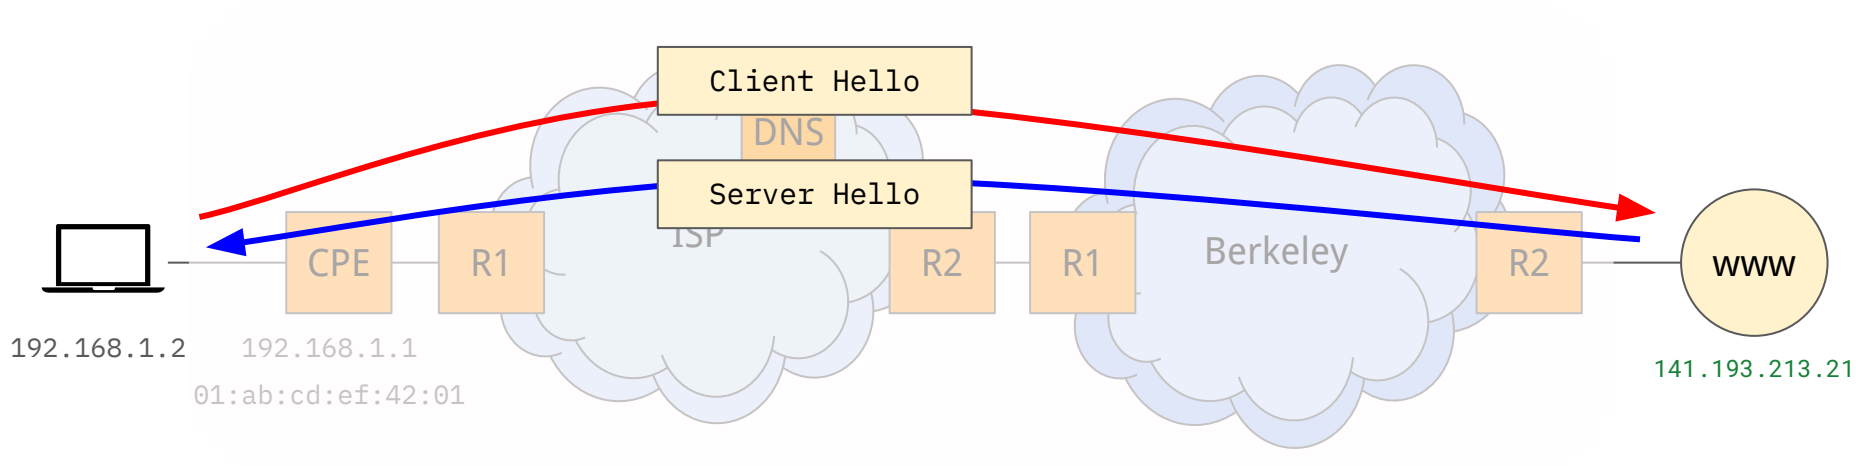 Client Hello
DNS
Server Hello
ISP
CPE
R1
R2
R1
Berkeley
R2
www
192.168.1.2
192.168.1.1
141.193.213.21
01:ab:cd:ef:42:01